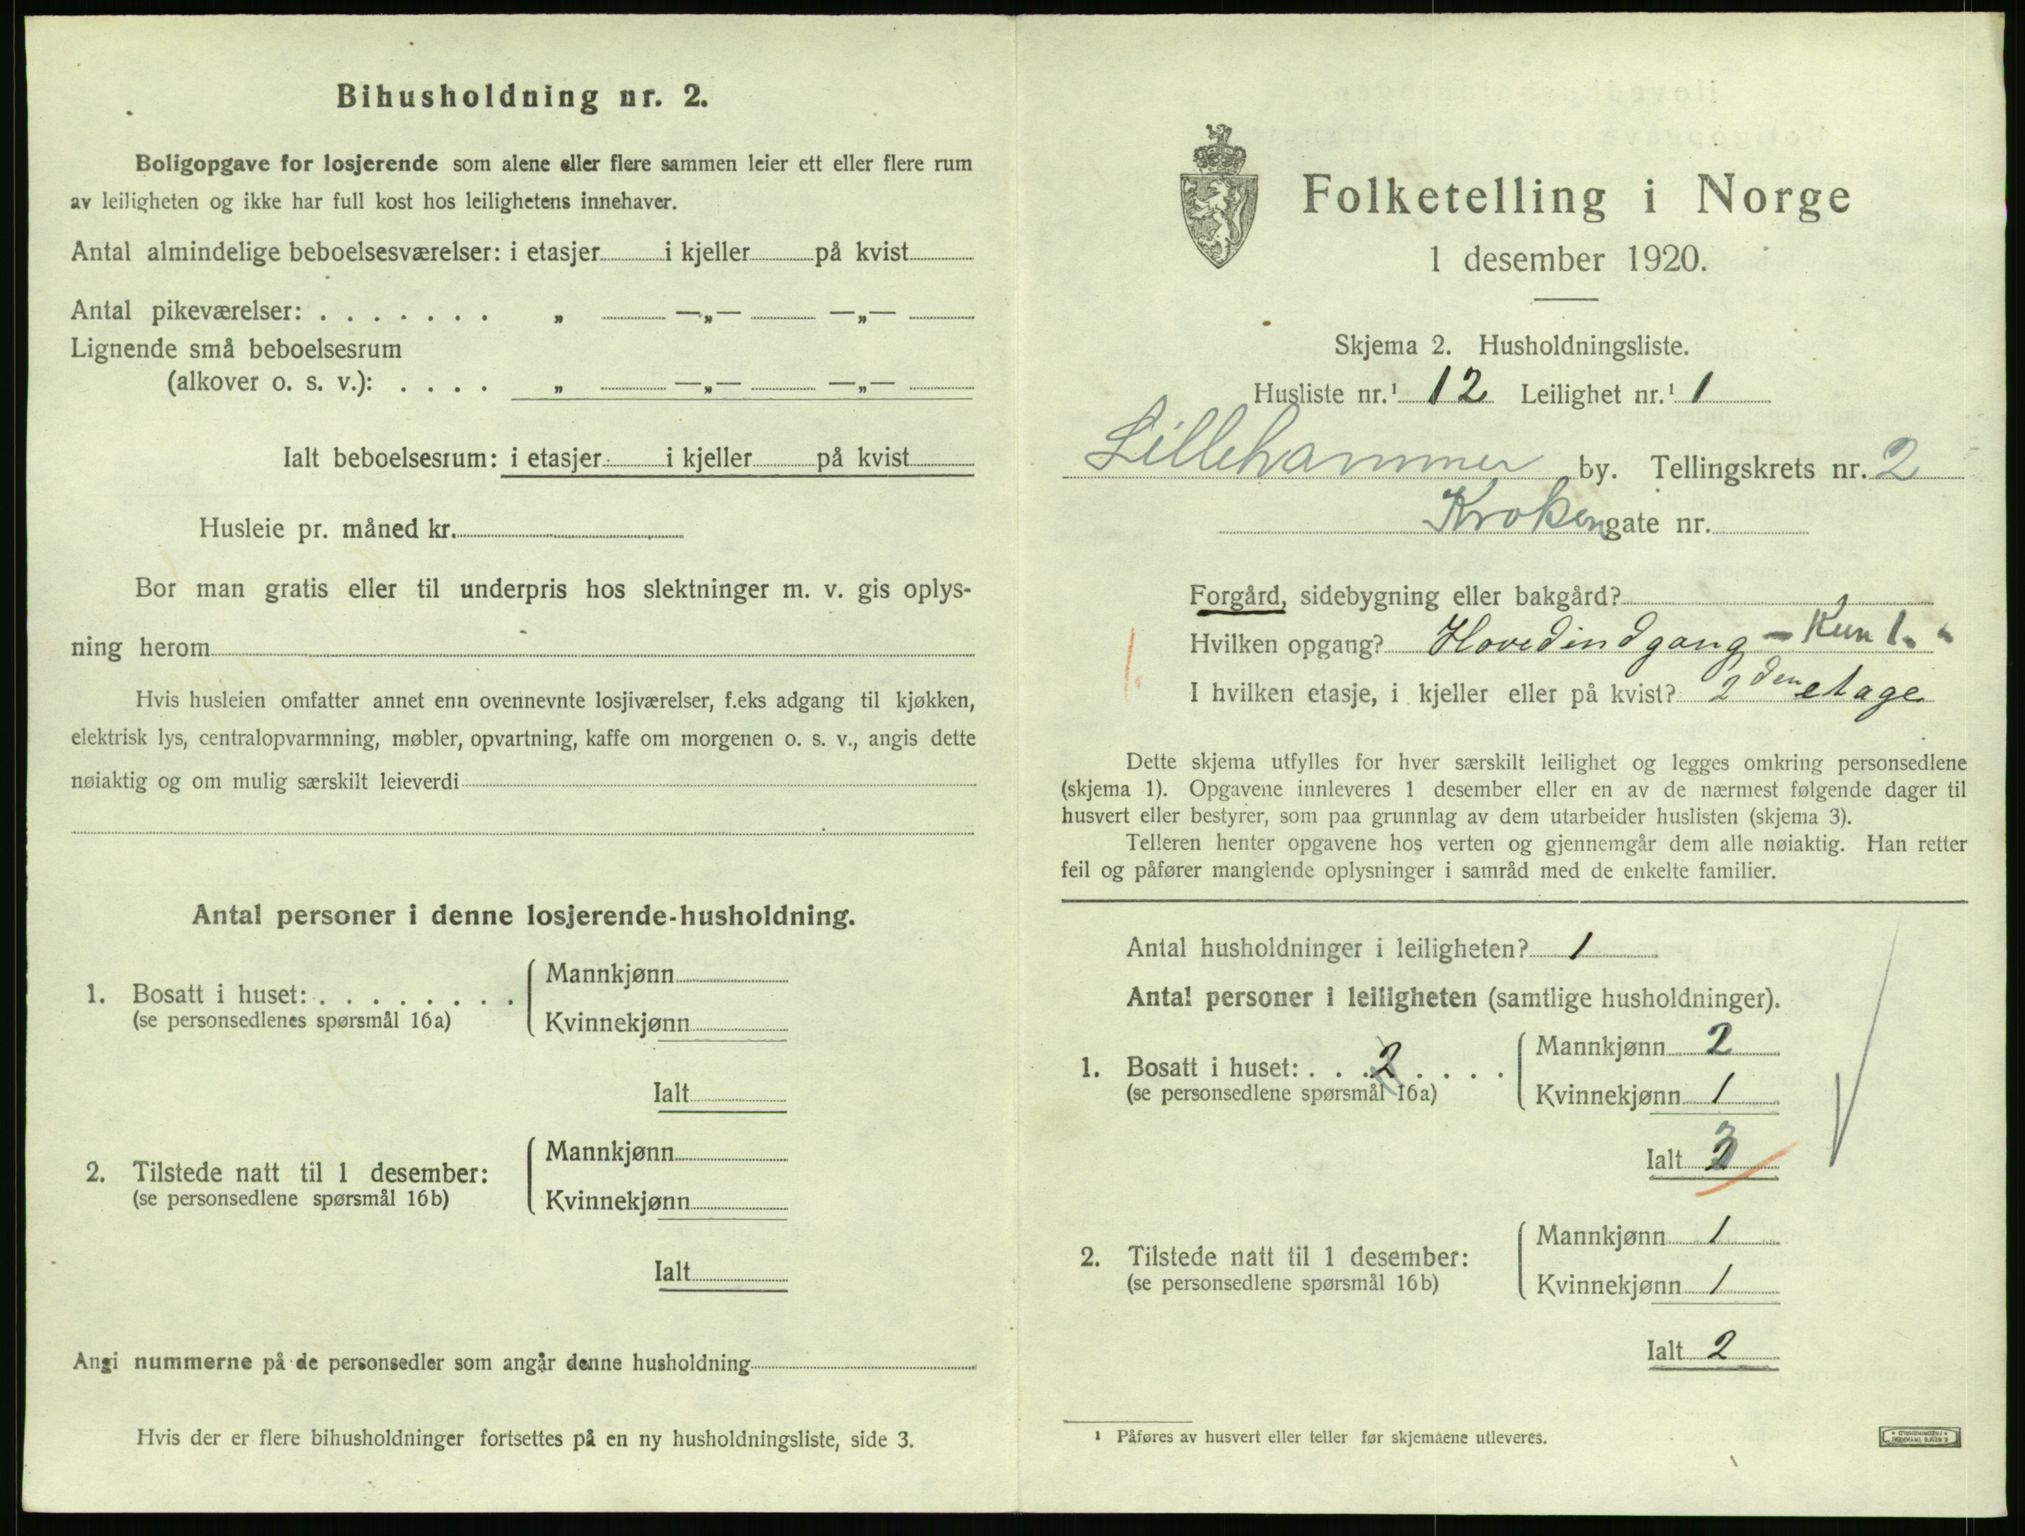 Bihusholdning nr. 2.
Boligopgave for losjerende som alene eller flere sammen leier ett eller flere rum
av leiligheten og ikke har full kost hos leilighetens innehaver.
Antal almindelige beboelsesværelser: i etasjer i kjeller på kvist
Antal pikeværelser: . . . . . . . „ —„— —„—
Lignende små beboelsesrum
(alkover o. s. v.): . . . . „ —„— —„—
Ialt beboelsesrum: i etasjer i kjeller på kvist
Husleie pr. måned kr.
Bor man gratis eller til underpris hos slektninger m. v. gis oplys-
ning herom
Hvis husleien omfatter annet enn ovennevnte losjiværelser, f.eks adgang til kjøkken,
elektrisk lys, centralopvarmning, møbler, opvartning, kaffe om morgenen o. s. v., angis dette
nøiaktig og om mulig særskilt leieverdi
Antal personer i denne losjerende-husholdning.
1. Bosatt i huset: . . . . . . . . Mannkjønn
(se personsedlenes spørsmål 16a) Kvinnekjønn
Ialt
2. Tilstede natt til 1 desember: Mannkjønn
(se personsedlene spørsmål 16b) Kvinnekjønn
Ialt
Angi nummerne på de personsedler som angår denne husholdning
Hvis der er flere bihusholdninger fortsettes på en ny husholdningsliste, side 3.
Folketelling i Norge
1 desember 1920.
Skjema 2. Husholdningsliste.
Husliste nr.¹ 12 Leilighet nr.¹ 1
Lillehammer by. Tellingskrets nr. 2
Kroken gate nr.
Forgård, sidebygning eller bakgård?
Hvilken opgang? Hovedindgang – Kun 1.
I hvilken etasje, i kjeller eller på kvist? 2den etage
Dette skjema utfylles for hver særskilt leilighet og legges omkring personsedlene
(skjema 1). Opgavene innleveres 1 desember eller en av de nærmest følgende dager til
husvert eller bestyrer, som paa grunnlag av dem utarbeider huslisten (skjema 3).
Telleren henter opgavene hos verten og gjennemgår dem alle nøiaktig. Han retter
feil og påfører manglende oplysninger i samråd med de enkelte familier.
Antal husholdninger i leiligheten? 1
Antal personer i leiligheten (samtlige husholdninger).
1. Bosatt i huset: . . . 2 . . . . Mannkjønn 2
(se personsedlene spørsmål 16a) Kvinnekjønn 1
Ialt 3
2. Tilstede natt til 1 desember: Mannkjønn 1
(se personsedlene spørsmål 16b) Kvinnekjønn 1
Ialt 2
¹ Påføres av husvert eller teller før skjemaene utleveres.